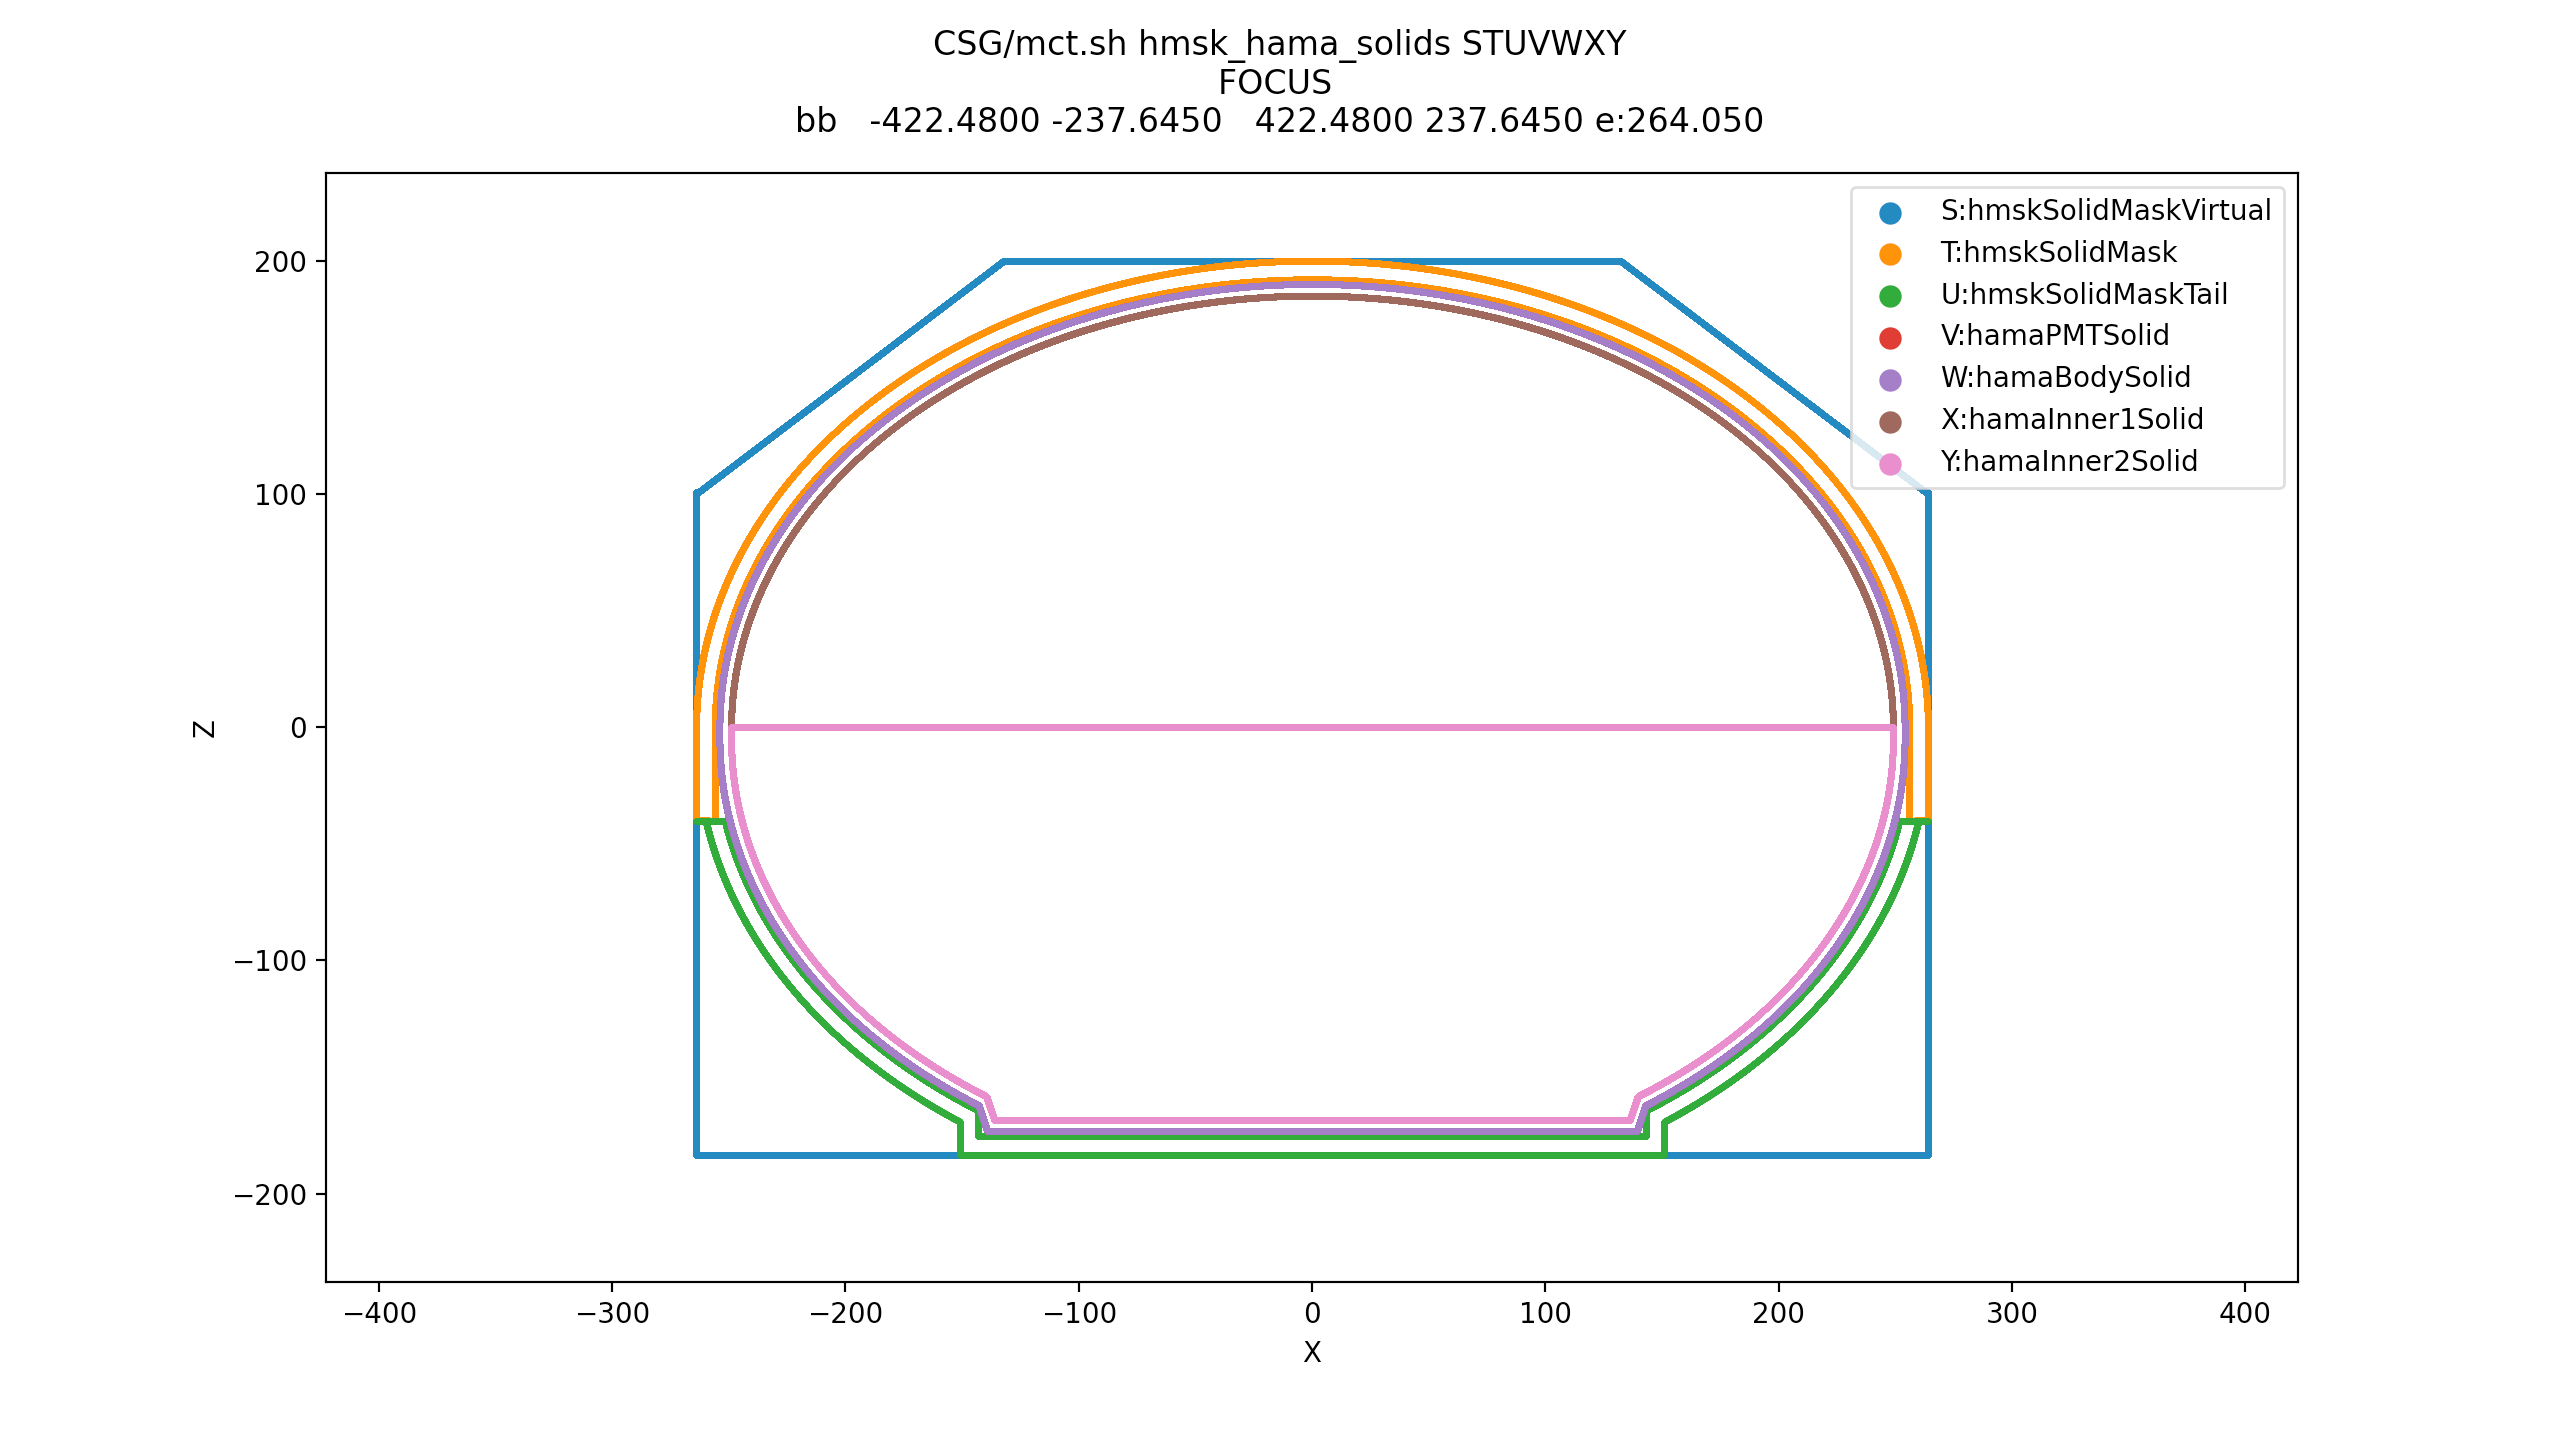 CSG/mct.sh hmsk_hama_solids STUVWXY
FOCUS
bb -422.4800 -237.6450 422.4800 237.6450 e:264.050
S:hmskSolidMaskVirtual
T:hmskSolidMask
U:hmskSolidMaskTail
V:hamaPMTSolid
W:hamaBodySolid
X:hamaInner1Solid
Y:hamaInner2Solid
200
100
0
−100
−200
Z
−400 −300 −200 −100 0 100 200 300 400
X